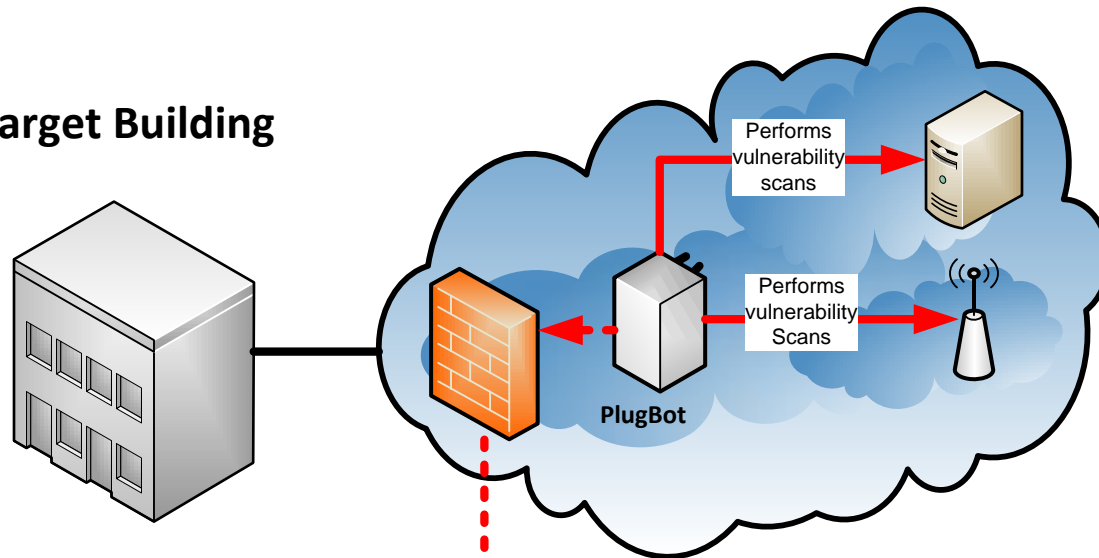 arget Building
Performs
vulnerability
scans
Performs
vulnerability
Scans
PlugBot